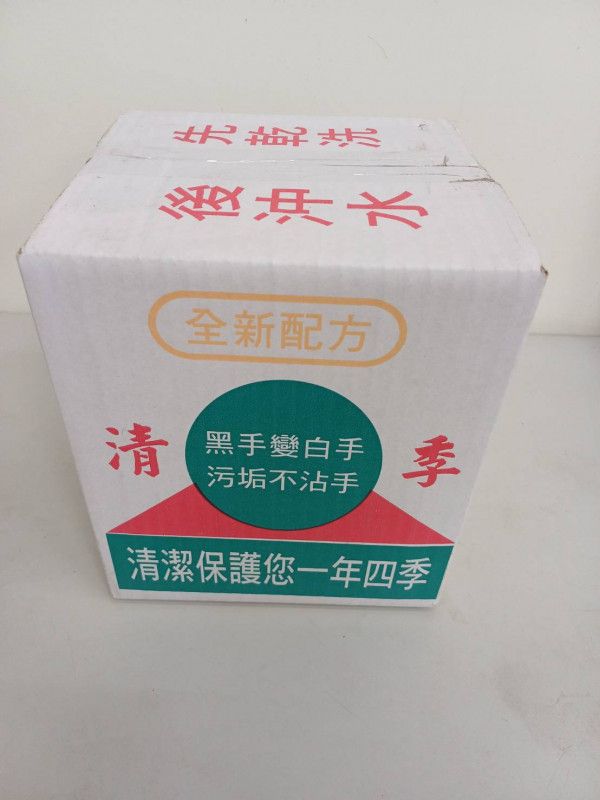 先乾洗
後沖水
全新配方
清 季
黑手變白手
污垢不沾手
清潔保護您一年四季